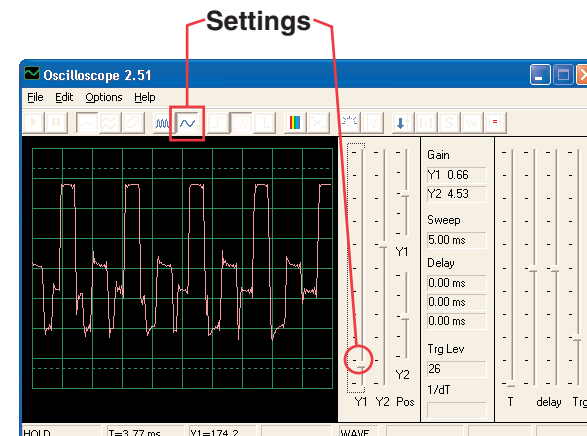 Settings
Oscilloscope 2.51
File Edit Options Help
Gain
Y1 0.66
Y2 4.53
Sweep
5.00 ms
Delay
0.00 ms
0.00 ms
0.00 ms
Trg Lev
26
1/dT
Y1
Y2
Y1 Y2 Pos
T delay Trg
HOLD T=3.77 ms Y1=174.2 WAVE